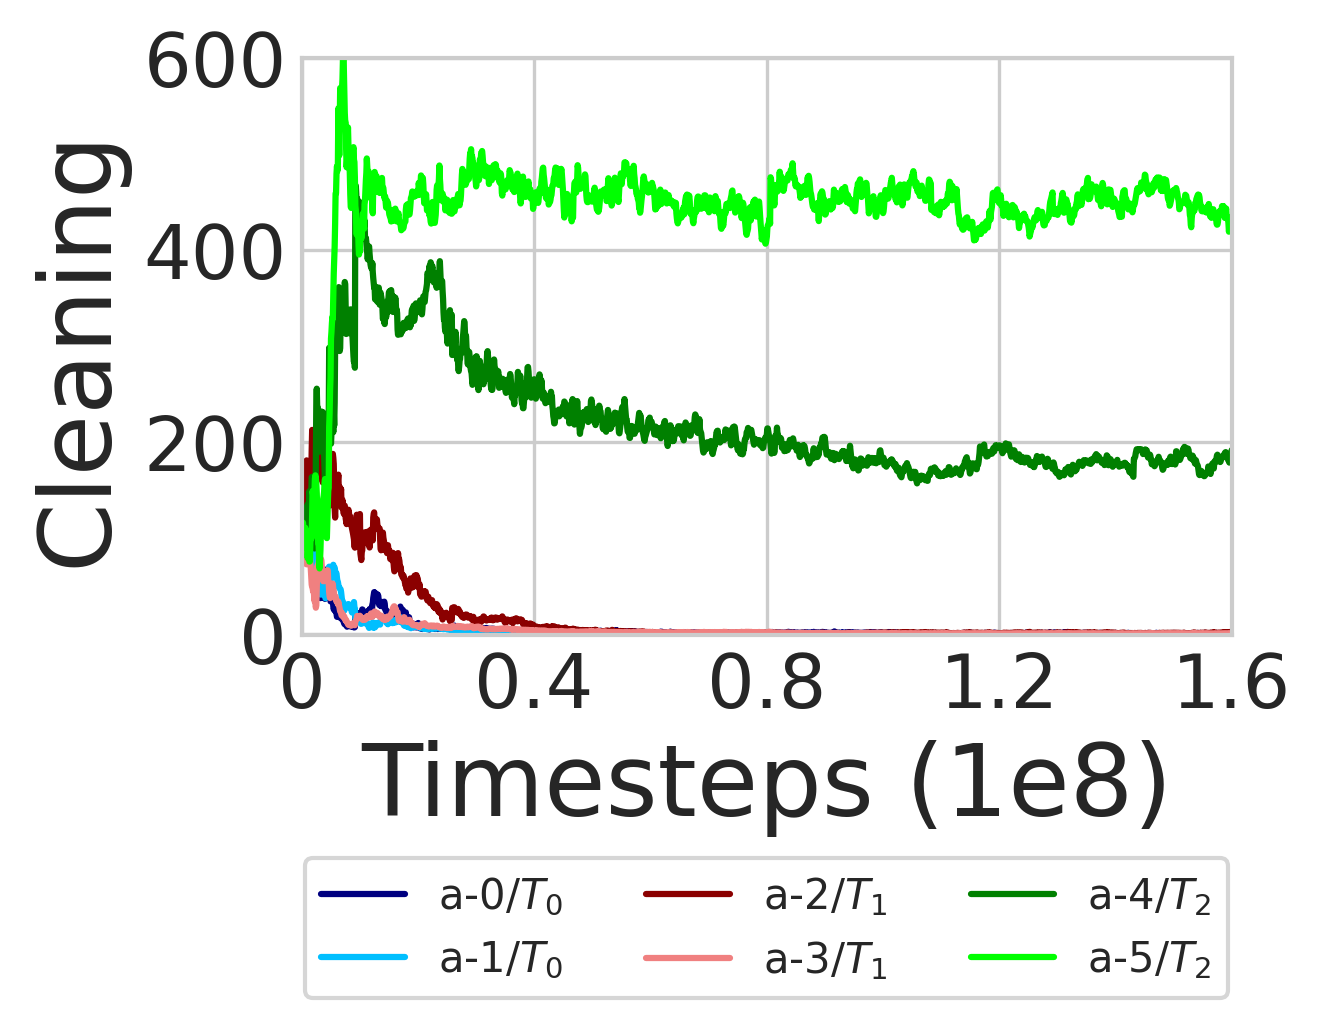 600
400
200
0
Cleaning
0 0.4 0.8 1.2 1.6
Timesteps (1e8)
a-0/T₀ a-2/T₁ a-4/T₂
a-1/T₀ a-3/T₁ a-5/T₂